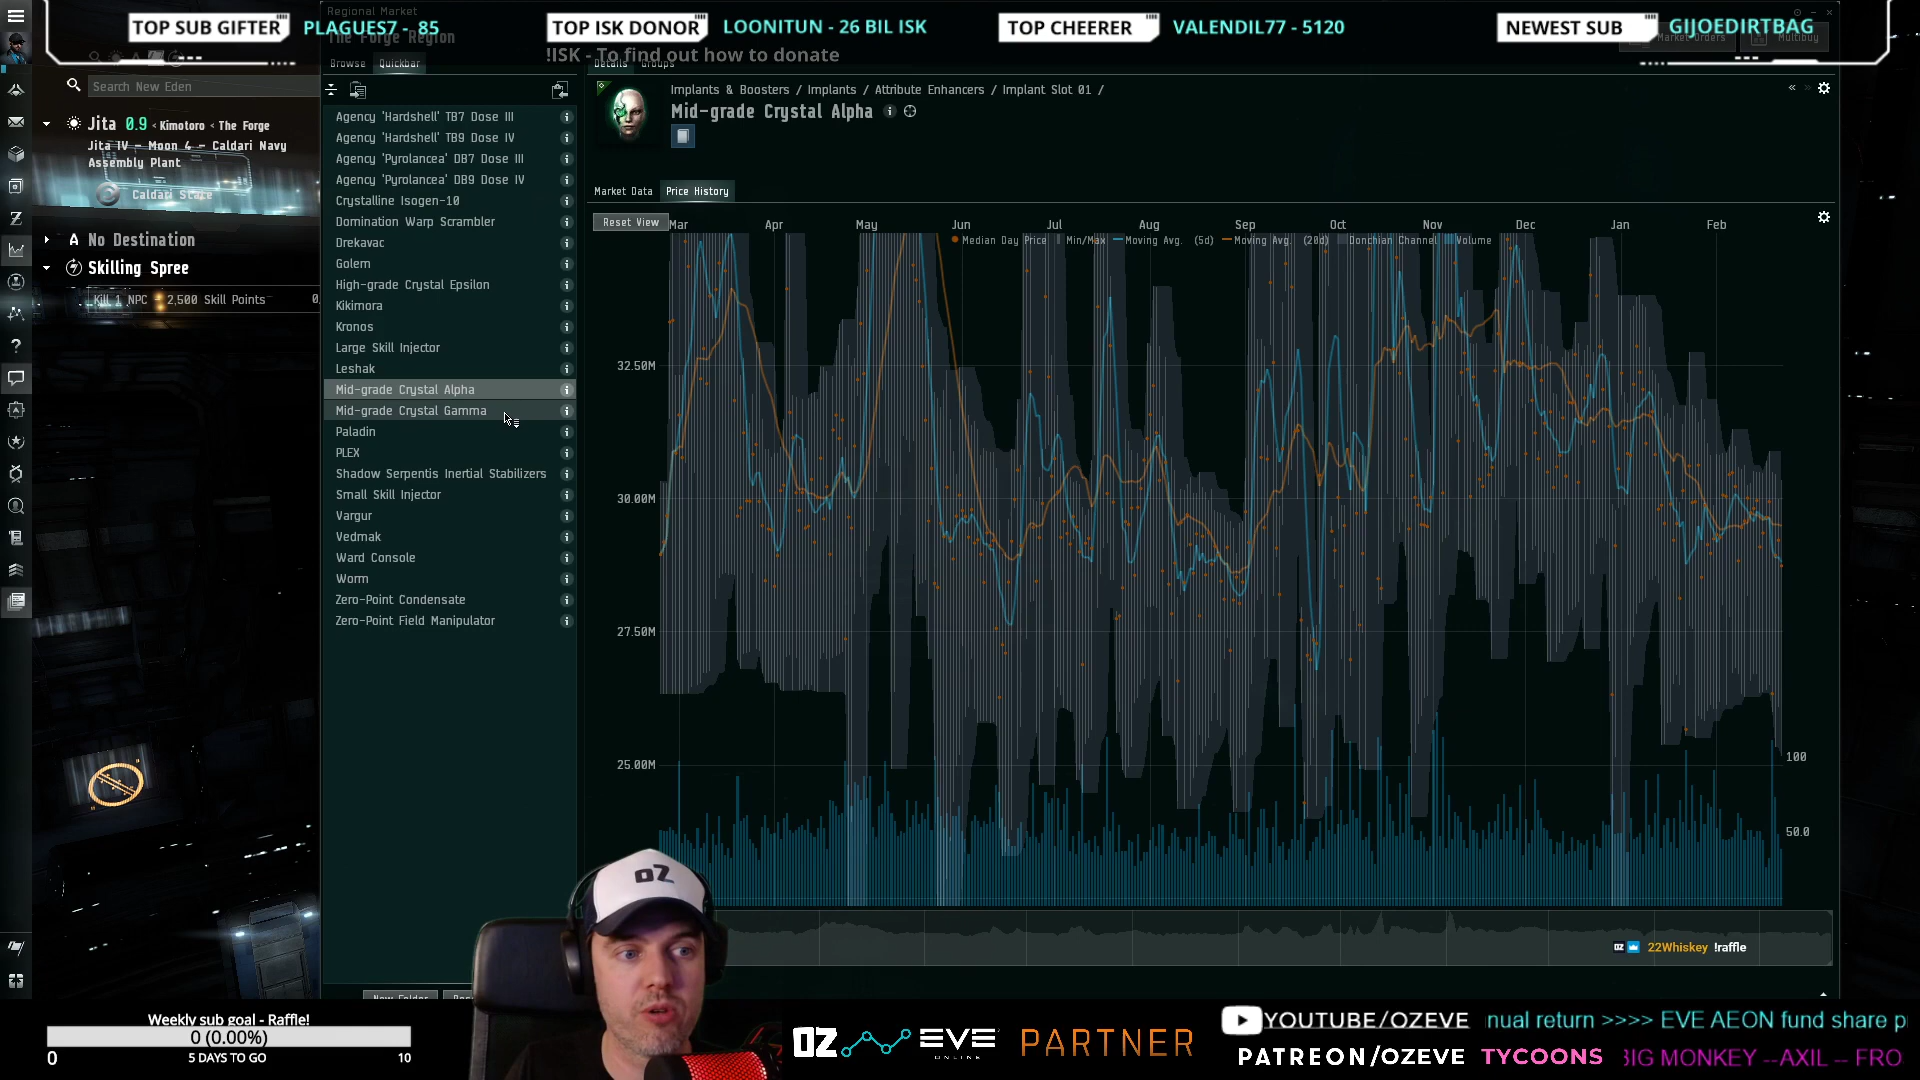 TOP SUB GIFTER PLAGUES7 - 85
TOP ISK DONOR LOONITUN - 26 BIL ISK
TOP CHEERER VALENDIL77 - 5120
NEWEST SUB GIJOEDIRTBAG
!ISK - To find out how to donate
Regional Market
The Forge Region
Browse Quickbar
Details Groups
Search New Eden
Jita 0.9 < Kimotoro < The Forge
Jita IV - Moon 4 - Caldari Navy
Assembly Plant
Caldari State
No Destination
Skilling Spree
Kill 1 NPC
2,500 Skill Points
Agency 'Hardshell' TB7 Dose III
Agency 'Hardshell' TB9 Dose IV
Agency 'Pyrolancea' DB7 Dose III
Agency 'Pyrolancea' DB9 Dose IV
Crystalline Isogen-10
Domination Warp Scrambler
Drekavac
Golem
High-grade Crystal Epsilon
Kikimora
Kronos
Large Skill Injector
Leshak
Mid-grade Crystal Alpha
Mid-grade Crystal Gamma
Paladin
PLEX
Shadow Serpentis Inertial Stabilizers
Small Skill Injector
Vargur
Vedmak
Ward Console
Worm
Zero-Point Condensate
Zero-Point Field Manipulator
New Folder
Implants & Boosters / Implants / Attribute Enhancers / Implant Slot 01 /
Mid-grade Crystal Alpha
Market Data Price History
Reset View
Mar Apr May Jun Jul Aug Sep Oct Nov Dec Jan Feb
Median Day Price Min/Max Moving Avg. (5d) Moving Avg. (20d) Donchian Channel Volume
32.50M
30.00M
27.50M
25.00M
100
50.0
OZ
22Whiskey !raffle
Weekly sub goal - Raffle!
0 (0.00%)
0 5 DAYS TO GO 10
OZ EVE ONLINE PARTNER
YOUTUBE/OZEVE
nual return >>>> EVE AEON fund share p
PATREON/OZEVE TYCOONS
BIG MONKEY --AXIL -- FRO